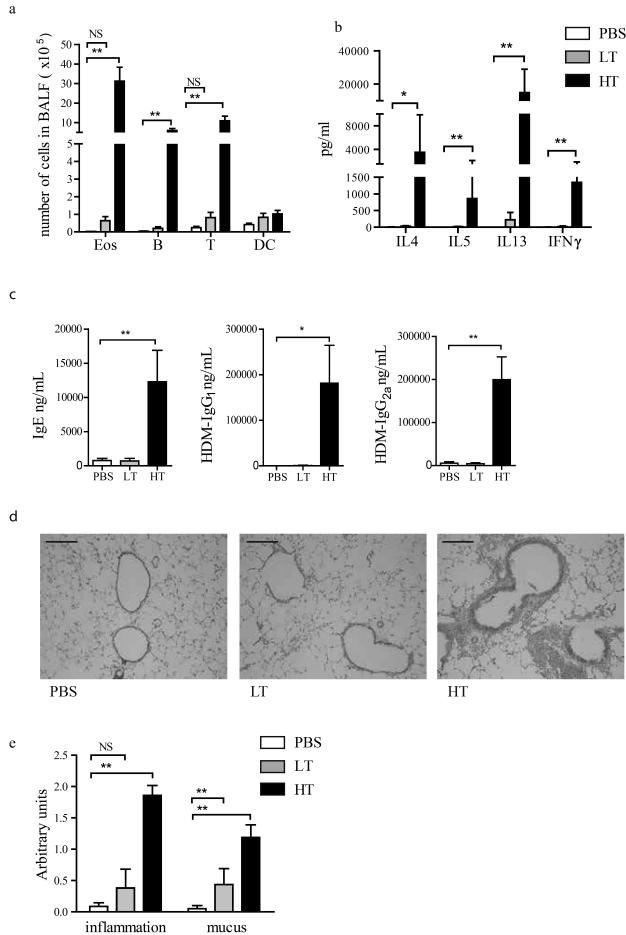 a
number of cells in BALF ( x10 5)
50
40
30
20
10
5
4
3
2
1
0
NS
**
**
NS
**
Eos B T DC
b
PBS
LT
HT
pg/ml
40000
20000
8000
4000
1500
1000
500
0
*
**
**
**
IL4 IL5 IL13 IFNγ
c
IgE ng/mL
20000
15000
10000
5000
0
**
PBS LT HT
HDM-IgG1 ng/mL
300000
200000
100000
0
*
PBS LT HT
HDM-IgG2a ng/mL
300000
200000
100000
0
**
PBS LT HT
d
PBS LT HT
e
PBS
LT
HT
Arbitrary units
2.5
2.0
1.5
1.0
0.5
0.0
NS
**
**
**
inflammation mucus